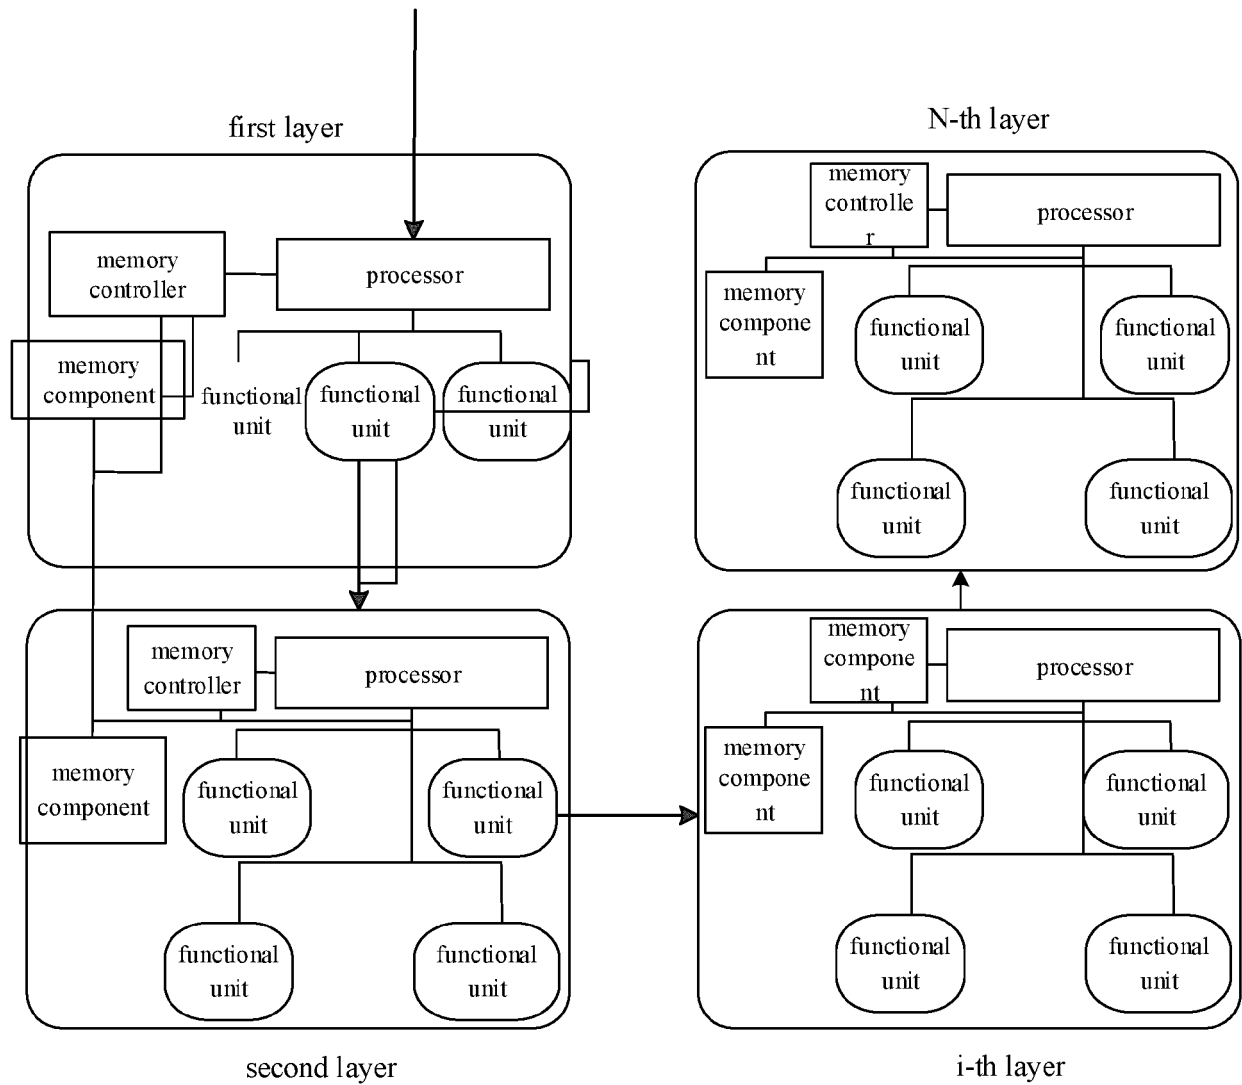 first layer
memory
controller
processor
memory
component
functional
unit
functional
unit
functional
unit
N-th layer
memory
controlle
r
processor
memory
compone
nt
functional
unit
functional
unit
functional
unit
functional
unit
memory
controller
processor
memory
component
functional
unit
functional
unit
functional
unit
functional
unit
second layer
memory
compone
nt
processor
memory
compone
nt
functional
unit
functional
unit
functional
unit
functional
unit
i-th layer